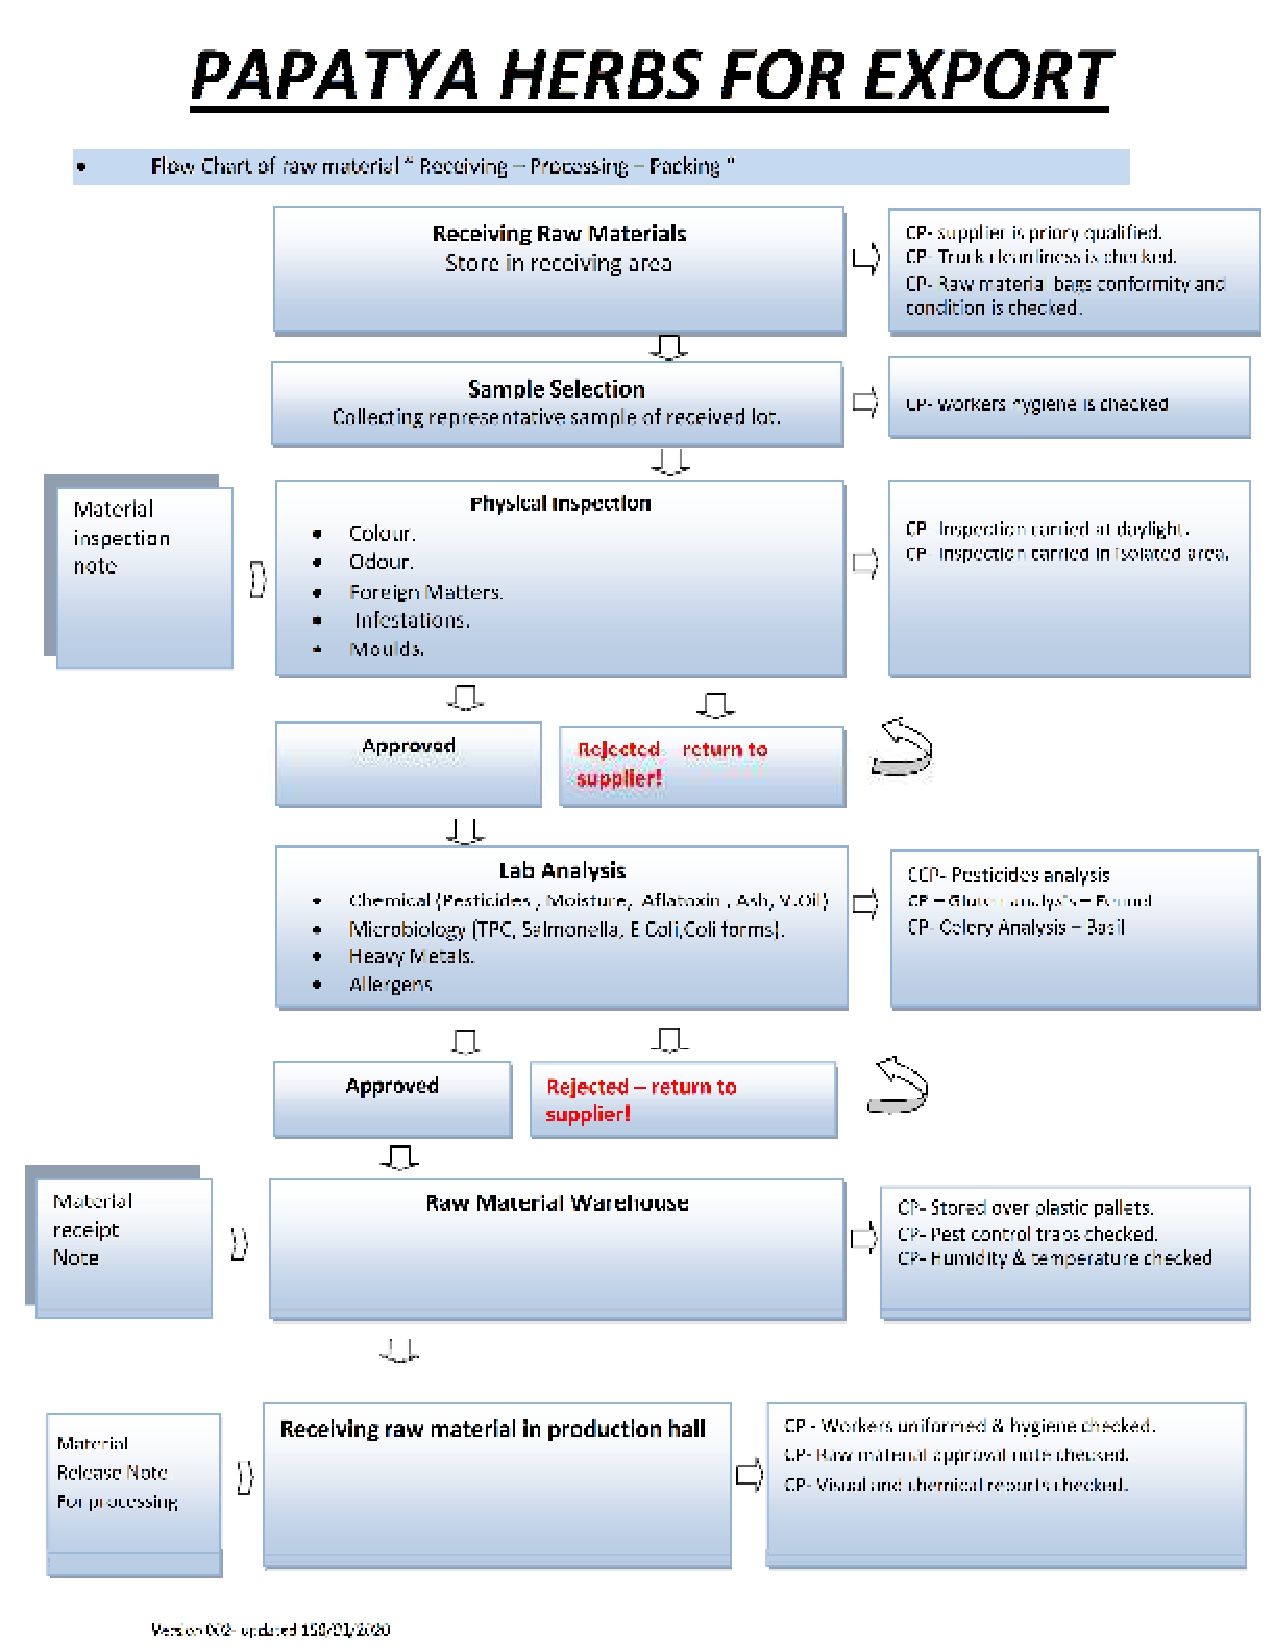 PAPATYA HERBS FOR EXPORT
• Flow Chart of raw material “ Receiving – Processing – Packing “
Receiving Raw Materials
Store in receiving area
CP- supplier is priory qualified.
CP- Truck cleanliness is checked.
CP- Raw material bags conformity and
condition is checked.
Sample Selection
Collecting representative sample of received lot.
CP- Workers hygiene is checked
Material
inspection
note
Physical Inspection
• Colour.
• Odour.
• Foreign Matters.
• Infestations.
• Moulds.
CP- Inspection carried at daylight.
CP- Inspection carried in isolated area.
Approved
Rejected – return to
supplier!
Lab Analysis
• Chemical (Pesticides , Moisture, Aflatoxin , Ash, V.Oil)
• Microbiology (TPC, Salmonella, E Coli,Coli forms).
• Heavy Metals.
• Allergens
CCP- Pesticides analysis
CP – Gluten analysis – Fennel
CP- Celery Analysis – Basil
Approved
Rejected – return to
supplier!
Material
receipt
Note
Raw Material Warehouse
CP- Stored over plastic pallets.
CP- Pest control traps checked.
CP- Humidity & temperature checked
Material
Release Note
For processing
Receiving raw material in production hall
CP - Workers uniformed & hygiene checked.
CP- Raw material approval note checked.
CP- Visual and chemical reports checked.
Version 002- updated